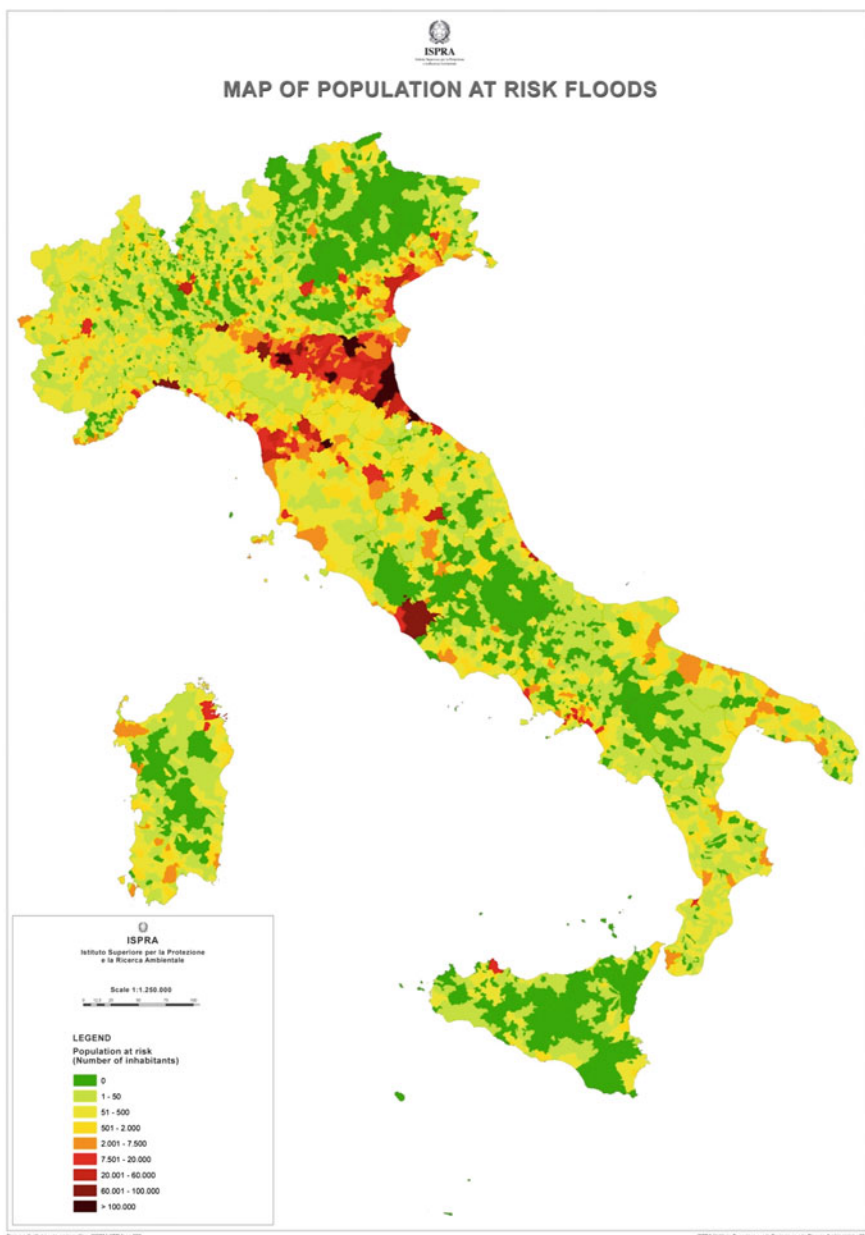 ISPRA
MAP OF POPULATION AT RISK FLOODS
ISPRA
Istituto Superiore per la Protezione
e la Ricerca Ambientale
Scale 1:1.250.000
LEGEND
Population at risk
(Number of inhabitants)
0
1 - 50
51 - 500
501 - 2.000
2.001 - 7.500
7.501 - 20.000
20.001 - 60.000
60.001 - 100.000
> 100.000